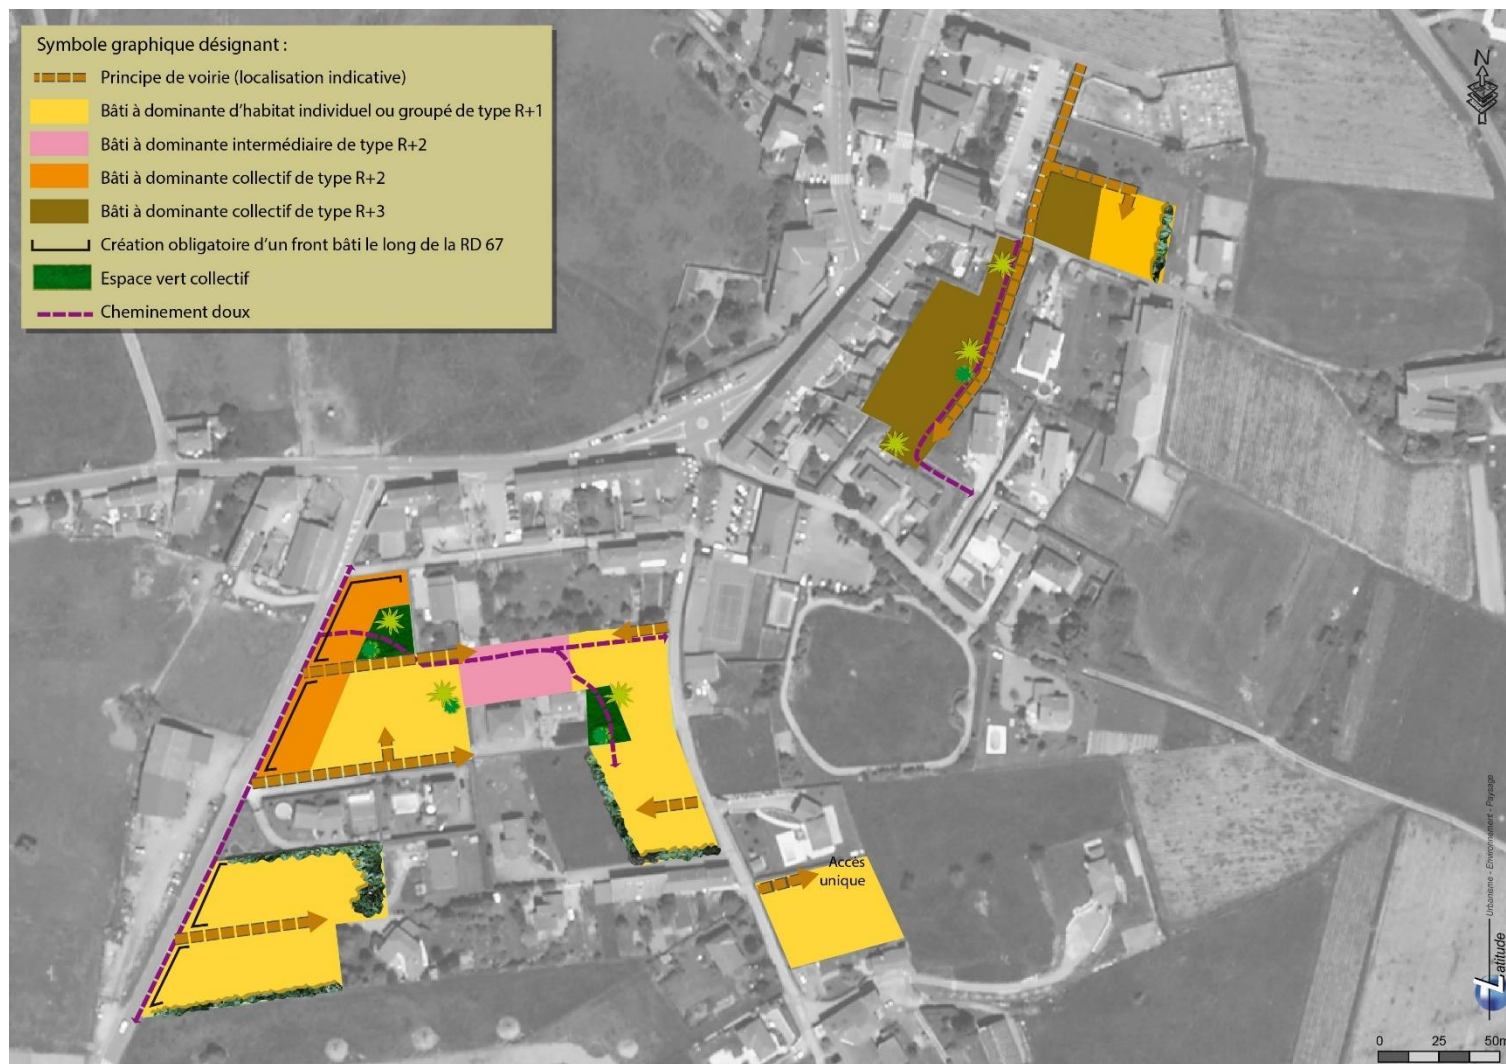 Symbole graphique désignant :
Principe de voirie (localisation indicative)
Bâti à dominante d'habitat individuel ou groupé de type R+1
Bâti à dominante intermédiaire de type R+2
Bâti à dominante collectif de type R+2
Bâti à dominante collectif de type R+3
Création obligatoire d'un front bâti le long de la RD 67
Espace vert collectif
Cheminement doux
N
Accès
unique
Urbanisme - Environnement - Paysage
Latitude
0 25 50m